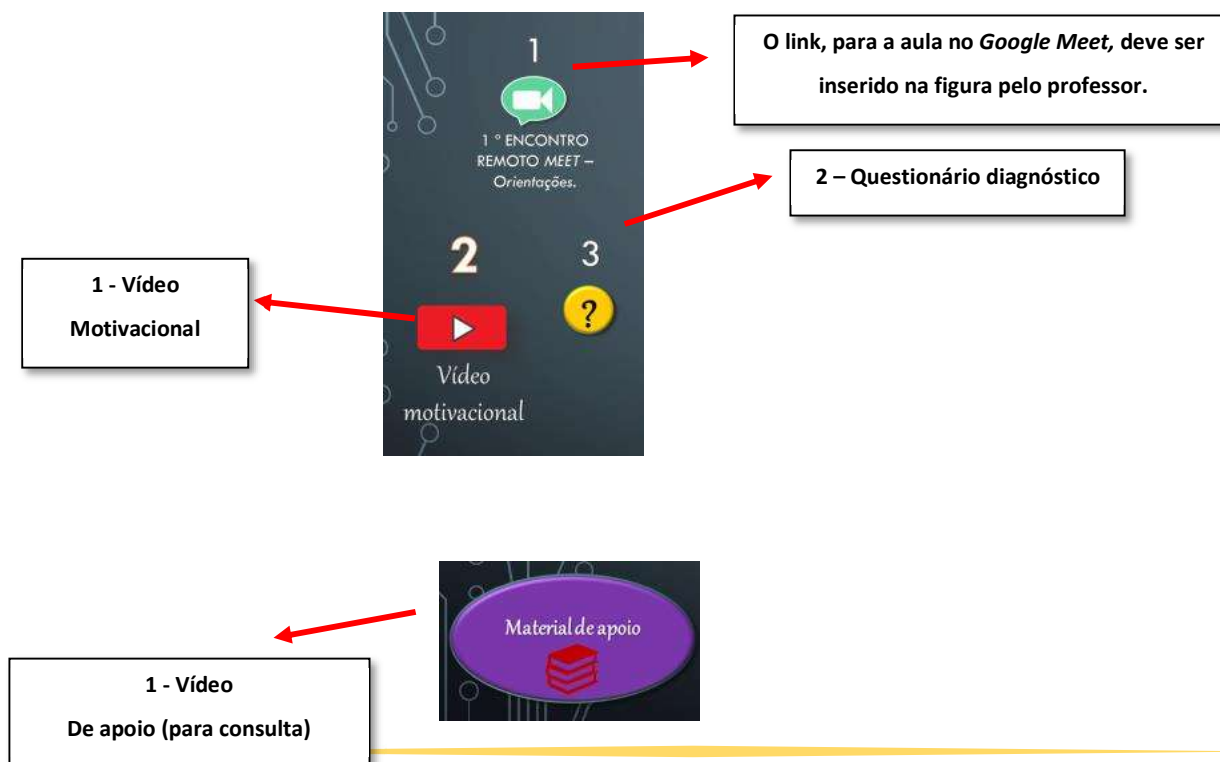 1
1 º ENCONTRO
REMOTO MEET –
Orientações.
O link, para a aula no Google Meet, deve ser
inserido na figura pelo professor.
2 – Questionário diagnóstico
2
3
?
1 - Vídeo
Motivacional
Vídeo
motivacional
Material de apoio
1 - Vídeo
De apoio (para consulta)